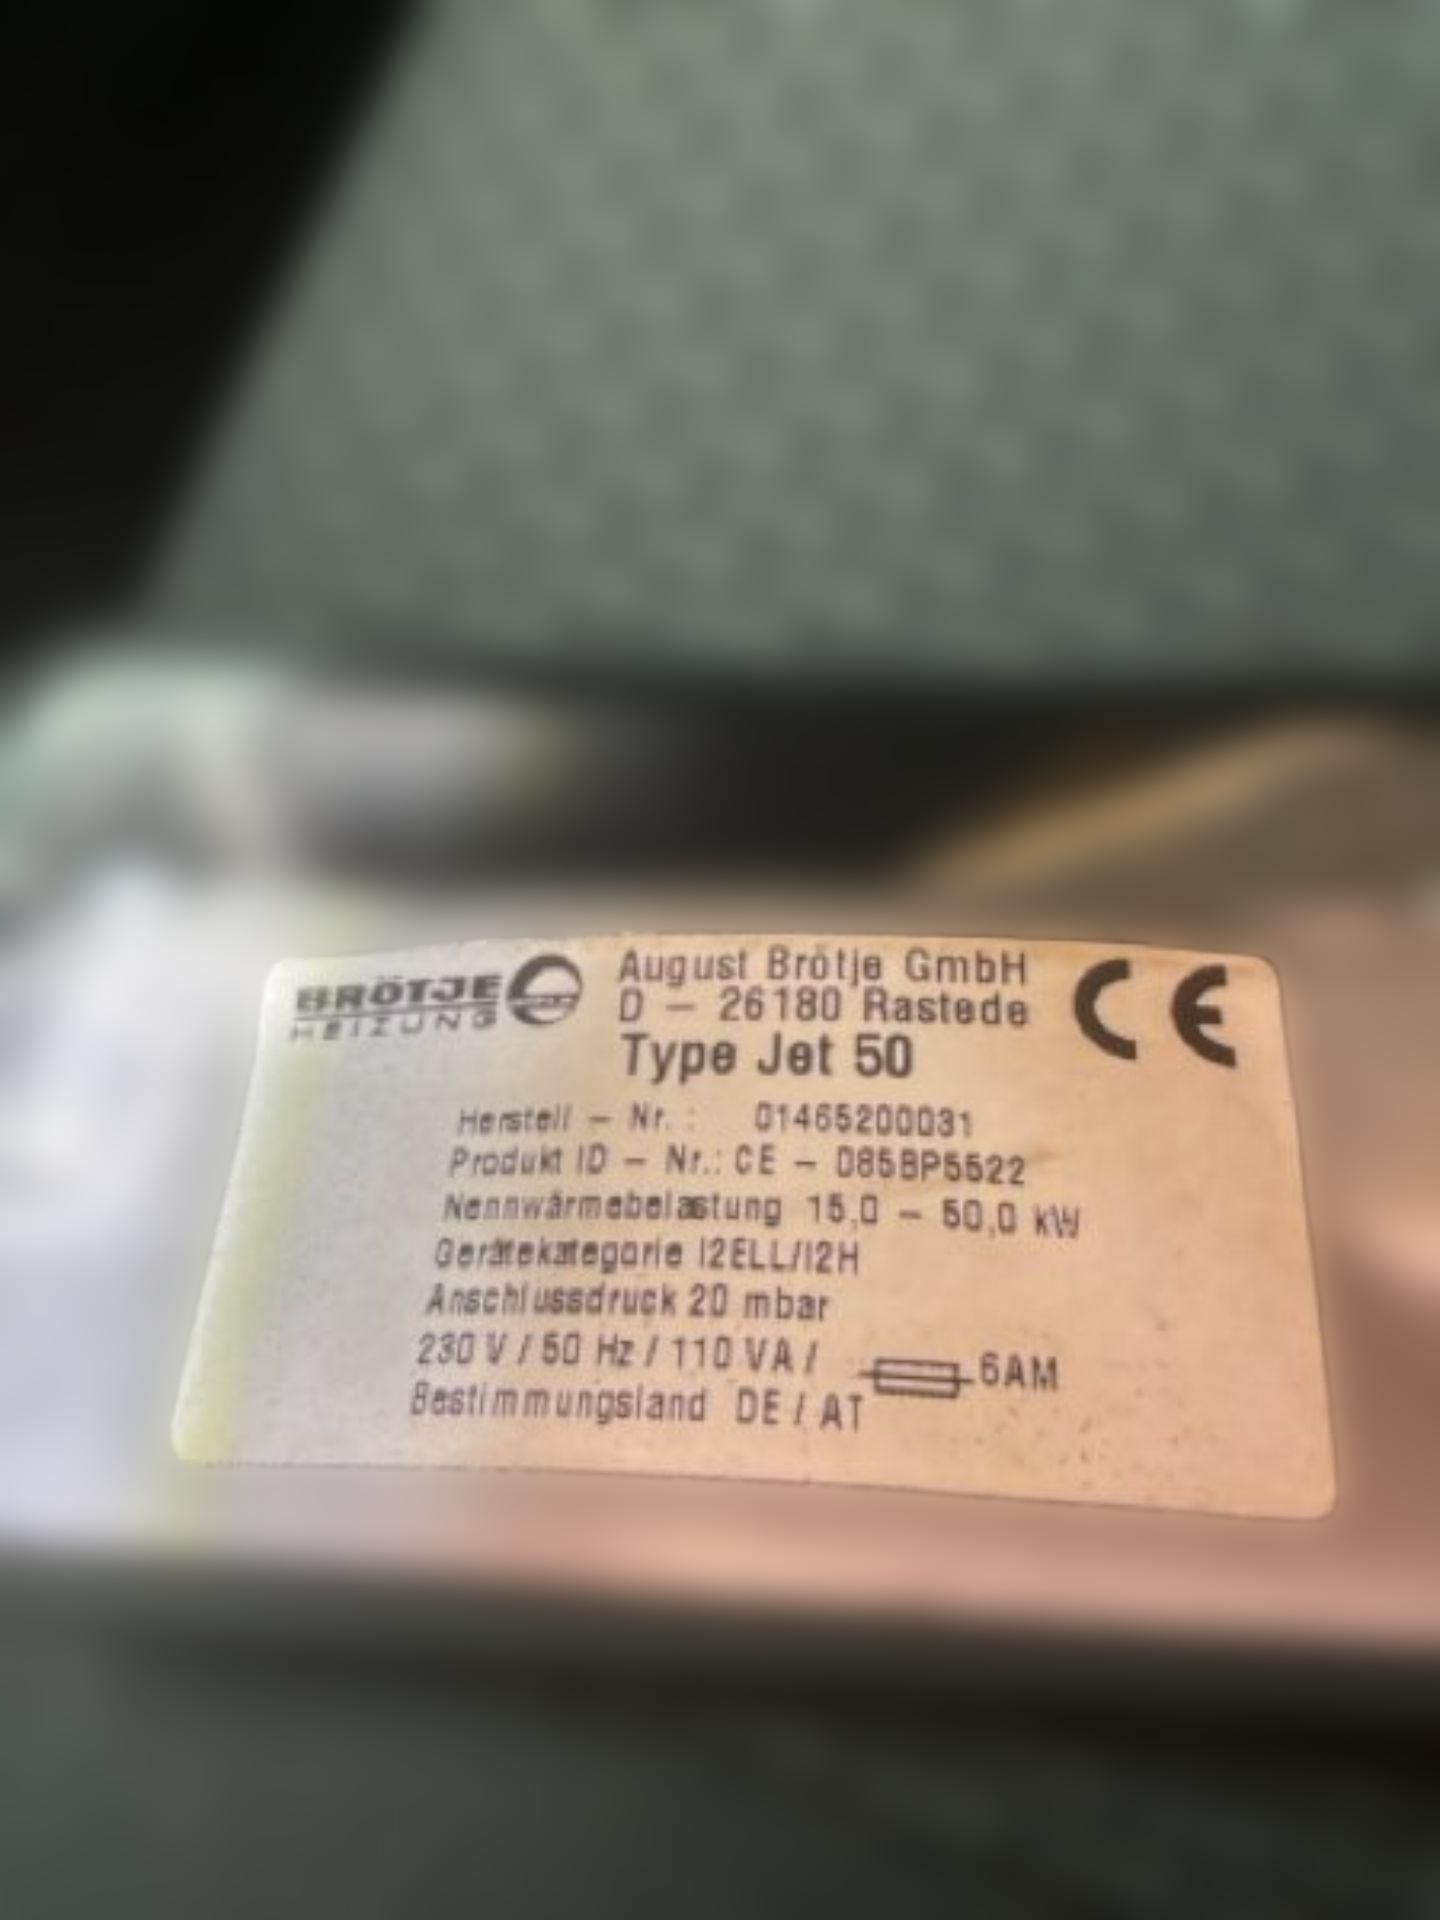 BRÖTJE
HEIZUNG
August Brötje GmbH
D – 26180 Rastede
Type Jet 50
CE
Herstell – Nr. : 01465200031
Produkt ID – Nr.: CE – 085BP5522
Nennwärmebelastung 15,0 – 50,0 kW
Gerätekategorie I2ELL/I2H
Anschlussdruck 20 mbar
230 V / 50 Hz / 110 VA / 6AM
Bestimmungsland DE / AT